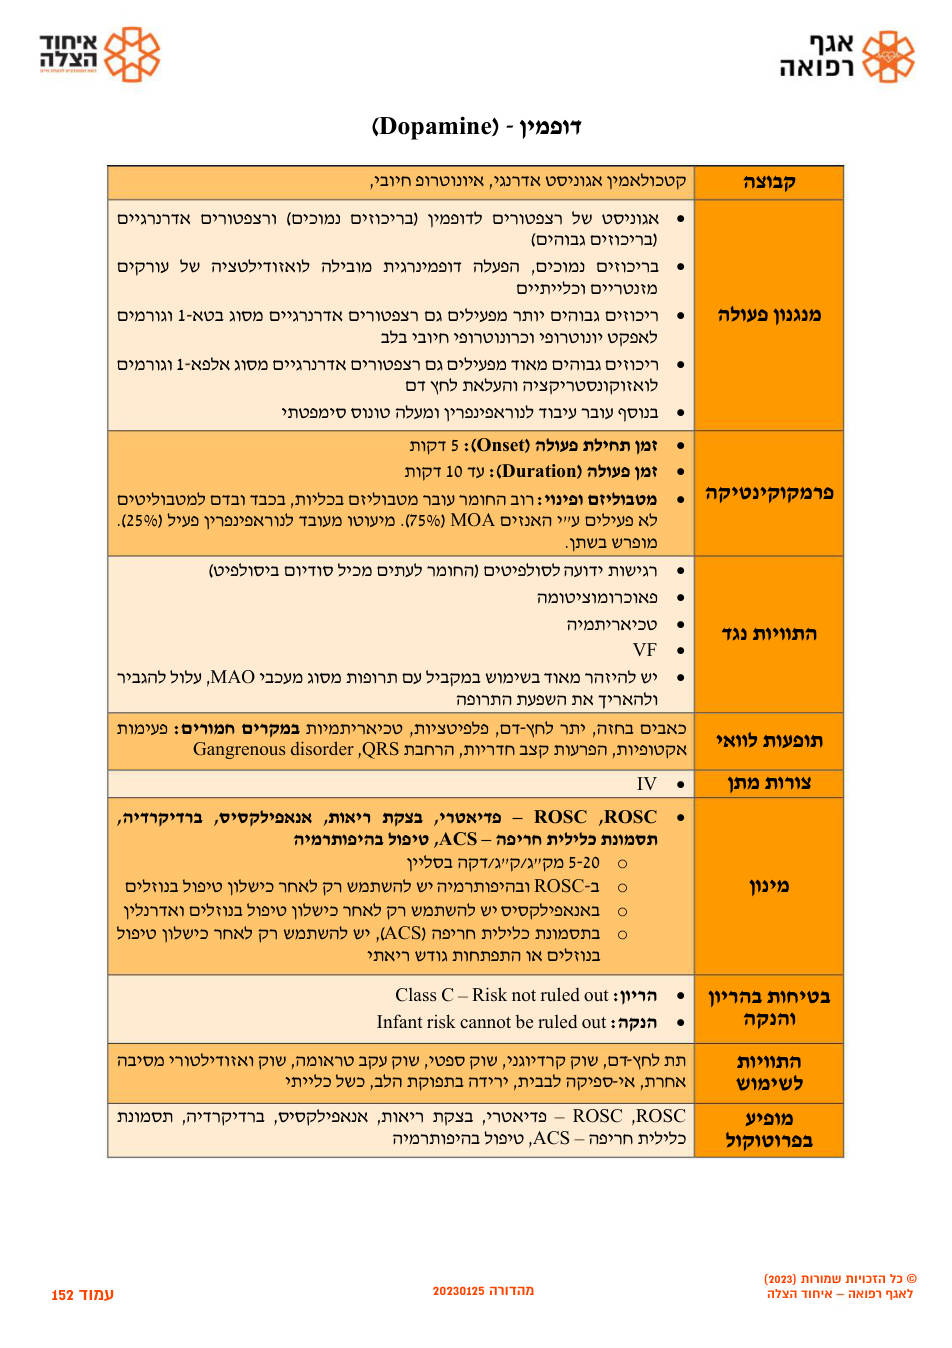 אגף
רפואה
איחוד
הצלה
דופמין - (Dopamine)
קבוצה
קטכולאמין אגוניסט אדרנגי, איונוטרופ חיובי,
מנגנון פעולה
• אגוניסט של רצפטורים לדופמין (בריכוזים נמוכים) ורצפטורים אדרנרגיים
(בריכוזים גבוהים)
• בריכוזים נמוכים, הפעלה דופמינרגית מובילה לואזודילטציה של עורקים
מזנטריים וכלייתיים
• ריכוזים גבוהים יותר מפעילים גם רצפטורים אדרנרגיים מסוג בטא-1 וגורמים
לאפקט יונוטרופי וכרונוטרופי חיובי בלב
• ריכוזים גבוהים מאוד מפעילים גם רצפטורים אדרנרגיים מסוג אלפא-1 וגורמים
לואזוקונסטריקציה והעלאת לחץ דם
• בנוסף עובר עיבוד לנוראפינפרין ומעלה טונוס סימפטתי
פרמקוקינטיקה
• זמן תחילת פעולה (Onset): 5 דקות
• זמן פעולה (Duration): עד 10 דקות
• מטבוליזם ופינוי: רוב החומר עובר מטבוליזם בכליות, בכבד ובדם למטבוליטים
לא פעילים ע״י האנזים MOA (75%). מיעוטו מעובד לנוראפינפרין פעיל (25%).
מופרש בשתן.
התוויות נגד
• רגישות ידועה לסולפיטים (החומר לעתים מכיל סודיום ביסולפיט)
• פאוכרומוציטומה
• טכיאריתמיה
• VF
• יש להיזהר מאוד בשימוש במקביל עם תרופות מסוג מעכבי MAO, עלול להגביר
ולהאריך את השפעת התרופה
תופעות לוואי
כאבים בחזה, יתר לחץ-דם, פלפיטציות, טכיאריתמיות במקרים חמורים: פעימות
אקטופיות, הפרעות קצב חדריות, הרחבת QRS, Gangrenous disorder
צורות מתן
• IV
מינון
• ROSC, ROSC – פדיאטרי, בצקת ריאות, אנאפילקסיס, ברדיקרדיה,
תסמונת כלילית חריפה – ACS, טיפול בהיפותרמיה
o 5-20 מק״ג/ק״ג/דקה בסליין
o ב-ROSC ובהיפותרמיה יש להשתמש רק לאחר כישלון טיפול בנוזלים
o באנאפילקסיס יש להשתמש רק לאחר כישלון טיפול בנוזלים ואדרנלין
o בתסמונת כלילית חריפה (ACS), יש להשתמש רק לאחר כישלון טיפול
בנוזלים או התפתחות גודש ריאתי
בטיחות בהריון
והנקה
• הריון: Class C – Risk not ruled out
• הנקה: Infant risk cannot be ruled out
התוויות
לשימוש
תת לחץ-דם, שוק קרדיוגני, שוק ספטי, שוק עקב טראומה, שוק ואזודילטורי מסיבה
אחרת, אי-ספיקה לבבית, ירידה בתפוקת הלב, כשל כלייתי
מופיע
בפרוטוקול
ROSC, ROSC – פדיאטרי, בצקת ריאות, אנאפילקסיס, ברדיקרדיה, תסמונת
כלילית חריפה – ACS, טיפול בהיפותרמיה
© כל הזכויות שמורות (2023)
לאגף רפואה – איחוד הצלה
מהדורה 20230125
עמוד 152